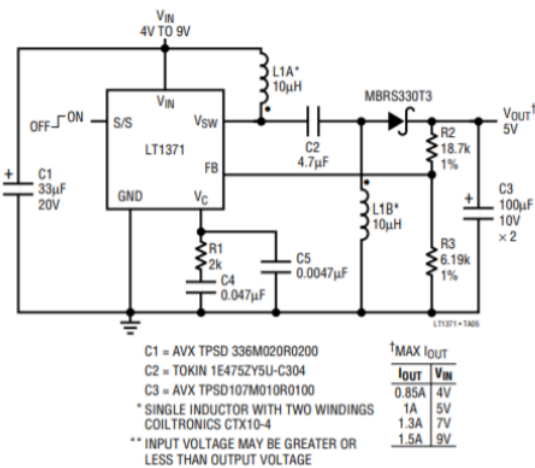 VIN
4V TO 9V
L1A*
10µH
MBRS330T3
VOUT†
5V
ON
OFF
S/S
VIN
VSW
LT1371
FB
GND
VC
C2
4.7µF
R2
18.7k
1%
C1
33µF
20V
+
L1B*
10µH
+
C3
100µF
10V
× 2
R1
2k
C4
0.047µF
C5
0.0047µF
R3
6.19k
1%
LT1371 • TA05
C1 = AVX TPSD 336M020R0200
C2 = TOKIN 1E475ZY5U-C304
C3 = AVX TPSD107M010R0100
* SINGLE INDUCTOR WITH TWO WINDINGS
COILTRONICS CTX10-4
** INPUT VOLTAGE MAY BE GREATER OR
LESS THAN OUTPUT VOLTAGE
†MAX IOUT
IOUT VIN
0.85A 4V
1A 5V
1.3A 7V
1.5A 9V